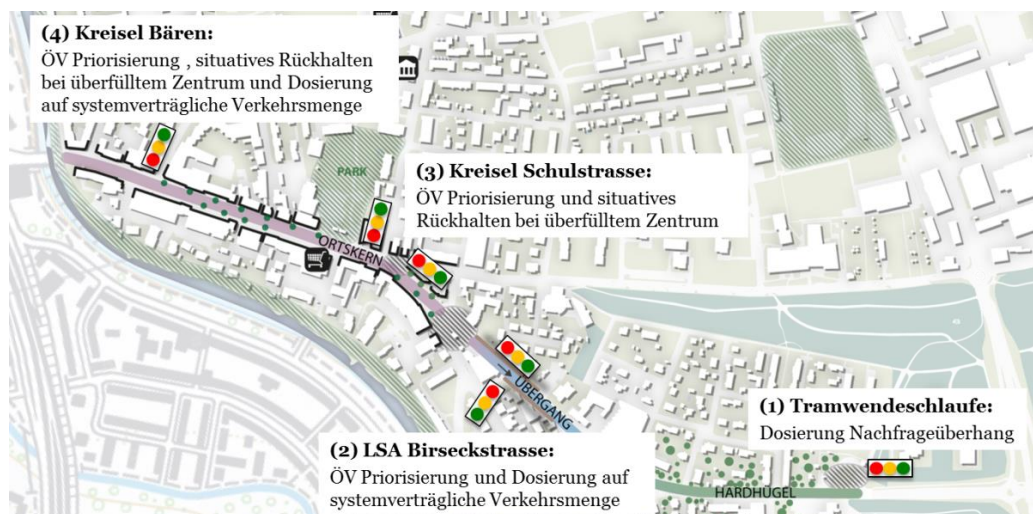 (4) Kreisel Bären:
ÖV Priorisierung , situatives Rückhalten
bei überfülltem Zentrum und Dosierung
auf systemverträgliche Verkehrsmenge
PARK
(3) Kreisel Schulstrasse:
ÖV Priorisierung und situatives
Rückhalten bei überfülltem Zentrum
ORTSKERN
ÜBERGANG
(2) LSA Birseckstrasse:
ÖV Priorisierung und Dosierung auf
systemverträgliche Verkehrsmenge
(1) Tramwendeschlaufe:
Dosierung Nachfrageüberhang
HARDHÜGEL